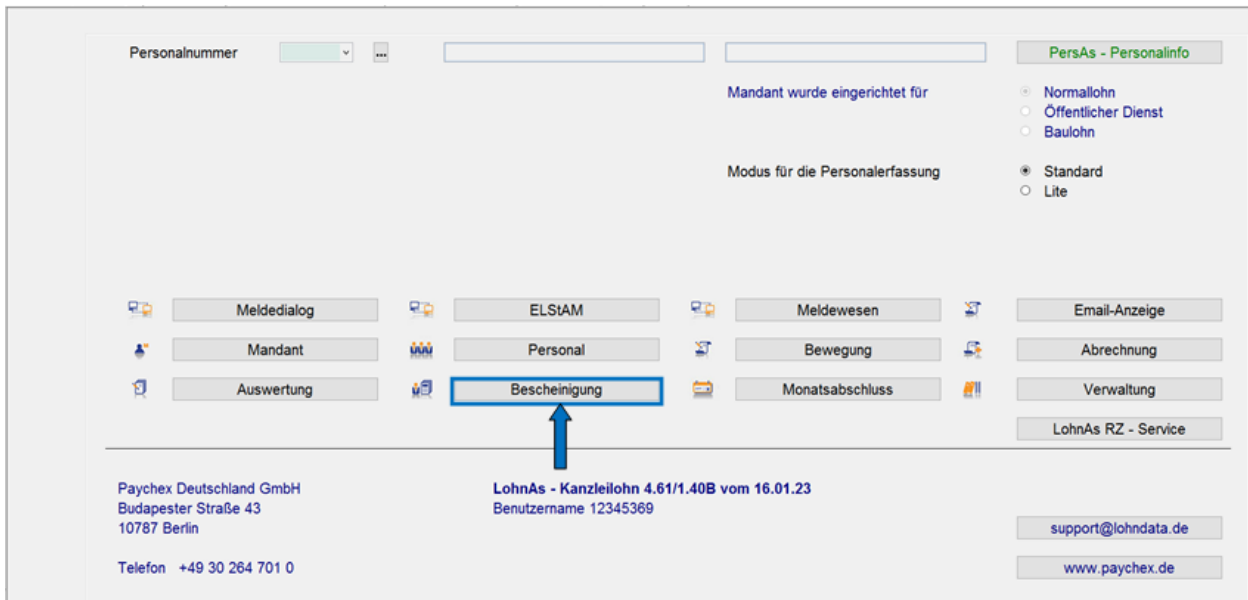 Personalnummer ... PersAs - Personalinfo
Mandant wurde eingerichtet für Normallohn
Öffentlicher Dienst
Baulohn
Modus für die Personalerfassung Standard
Lite
Meldedialog ELStAM Meldewesen Email-Anzeige
Mandant Personal Bewegung Abrechnung
Auswertung Bescheinigung Monatsabschluss Verwaltung
LohnAs RZ - Service
Paychex Deutschland GmbH LohnAs - Kanzleilohn 4.61/1.40B vom 16.01.23
Budapester Straße 43 Benutzername 12345369
10787 Berlin support@lohndata.de
Telefon +49 30 264 701 0 www.paychex.de